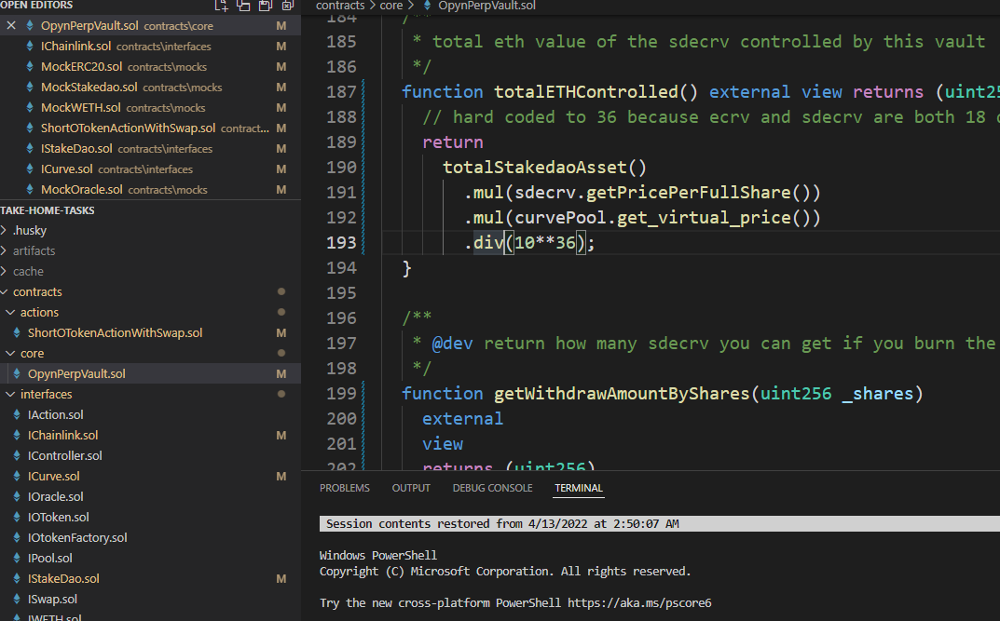 OPEN EDITORS
OpynPerpVault.sol contracts\core M
IChainlink.sol contracts\interfaces M
MockERC20.sol contracts\mocks M
MockStakedao.sol contracts\mocks M
MockWETH.sol contracts\mocks M
ShortOTokenActionWithSwap.sol contract... M
IStakeDao.sol contracts\interfaces M
ICurve.sol contracts\interfaces M
MockOracle.sol contracts\mocks M
TAKE-HOME-TASKS
> .husky
> artifacts
> cache
contracts
actions
ShortOTokenActionWithSwap.sol M
core
OpynPerpVault.sol M
interfaces
IAction.sol
IChainlink.sol M
IController.sol
ICurve.sol M
IOracle.sol
IOToken.sol
IOtokenFactory.sol
IPool.sol
IStakeDao.sol M
ISwap.sol
IWETH.sol
contracts > core > OpynPerpVault.sol
184 /**
185 * total eth value of the sdecrv controlled by this vault
186 */
187 function totalETHControlled() external view returns (uint25
188 // hard coded to 36 because ecrv and sdecrv are both 18
189 return
190 totalStakedaoAsset()
191 .mul(sdecrv.getPricePerFullShare())
192 .mul(curvePool.get_virtual_price())
193 .div(10**36);
194 }
195
196 /**
197 * @dev return how many sdecrv you can get if you burn the
198 */
199 function getWithdrawAmountByShares(uint256 _shares)
200 external
201 view
202 returns (uint256)
PROBLEMS OUTPUT DEBUG CONSOLE TERMINAL
Session contents restored from 4/13/2022 at 2:50:07 AM
Windows PowerShell
Copyright (C) Microsoft Corporation. All rights reserved.
Try the new cross-platform PowerShell https://aka.ms/pscore6